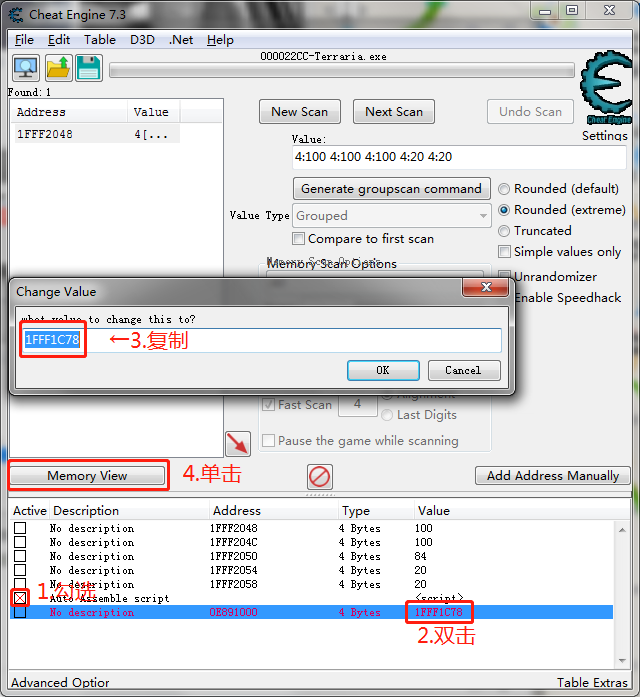 Cheat Engine 7.3
File Edit Table D3D .Net Help
000022CC-Terraria.exe
Found: 1
Address Value
1FFF2048 4[...
New Scan Next Scan Undo Scan
Cheat Engine
Settings
Value:
4:100 4:100 4:100 4:20 4:20
Generate groupscan command
Value Type Grouped
Compare to first scan
Rounded (default)
Rounded (extreme)
Truncated
Simple values only
Memory Scan Options
Unrandomizer
Enable Speedhack
Change Value
what value to change this to?
1FFF1C78 ←3.复制
OK Cancel
Fast Scan 4 Alignment
Last Digits
Pause the game while scanning
Memory View 4.单击 Add Address Manually
Active Description Address Type Value
No description 1FFF2048 4 Bytes 100
No description 1FFF204C 4 Bytes 100
No description 1FFF2050 4 Bytes 84
No description 1FFF2054 4 Bytes 20
No description 1FFF2058 4 Bytes 20
1.勾选 Auto Assemble script <script>
No description 0E891000 4 Bytes 1FFF1C78
2.双击
Advanced Optior Table Extras